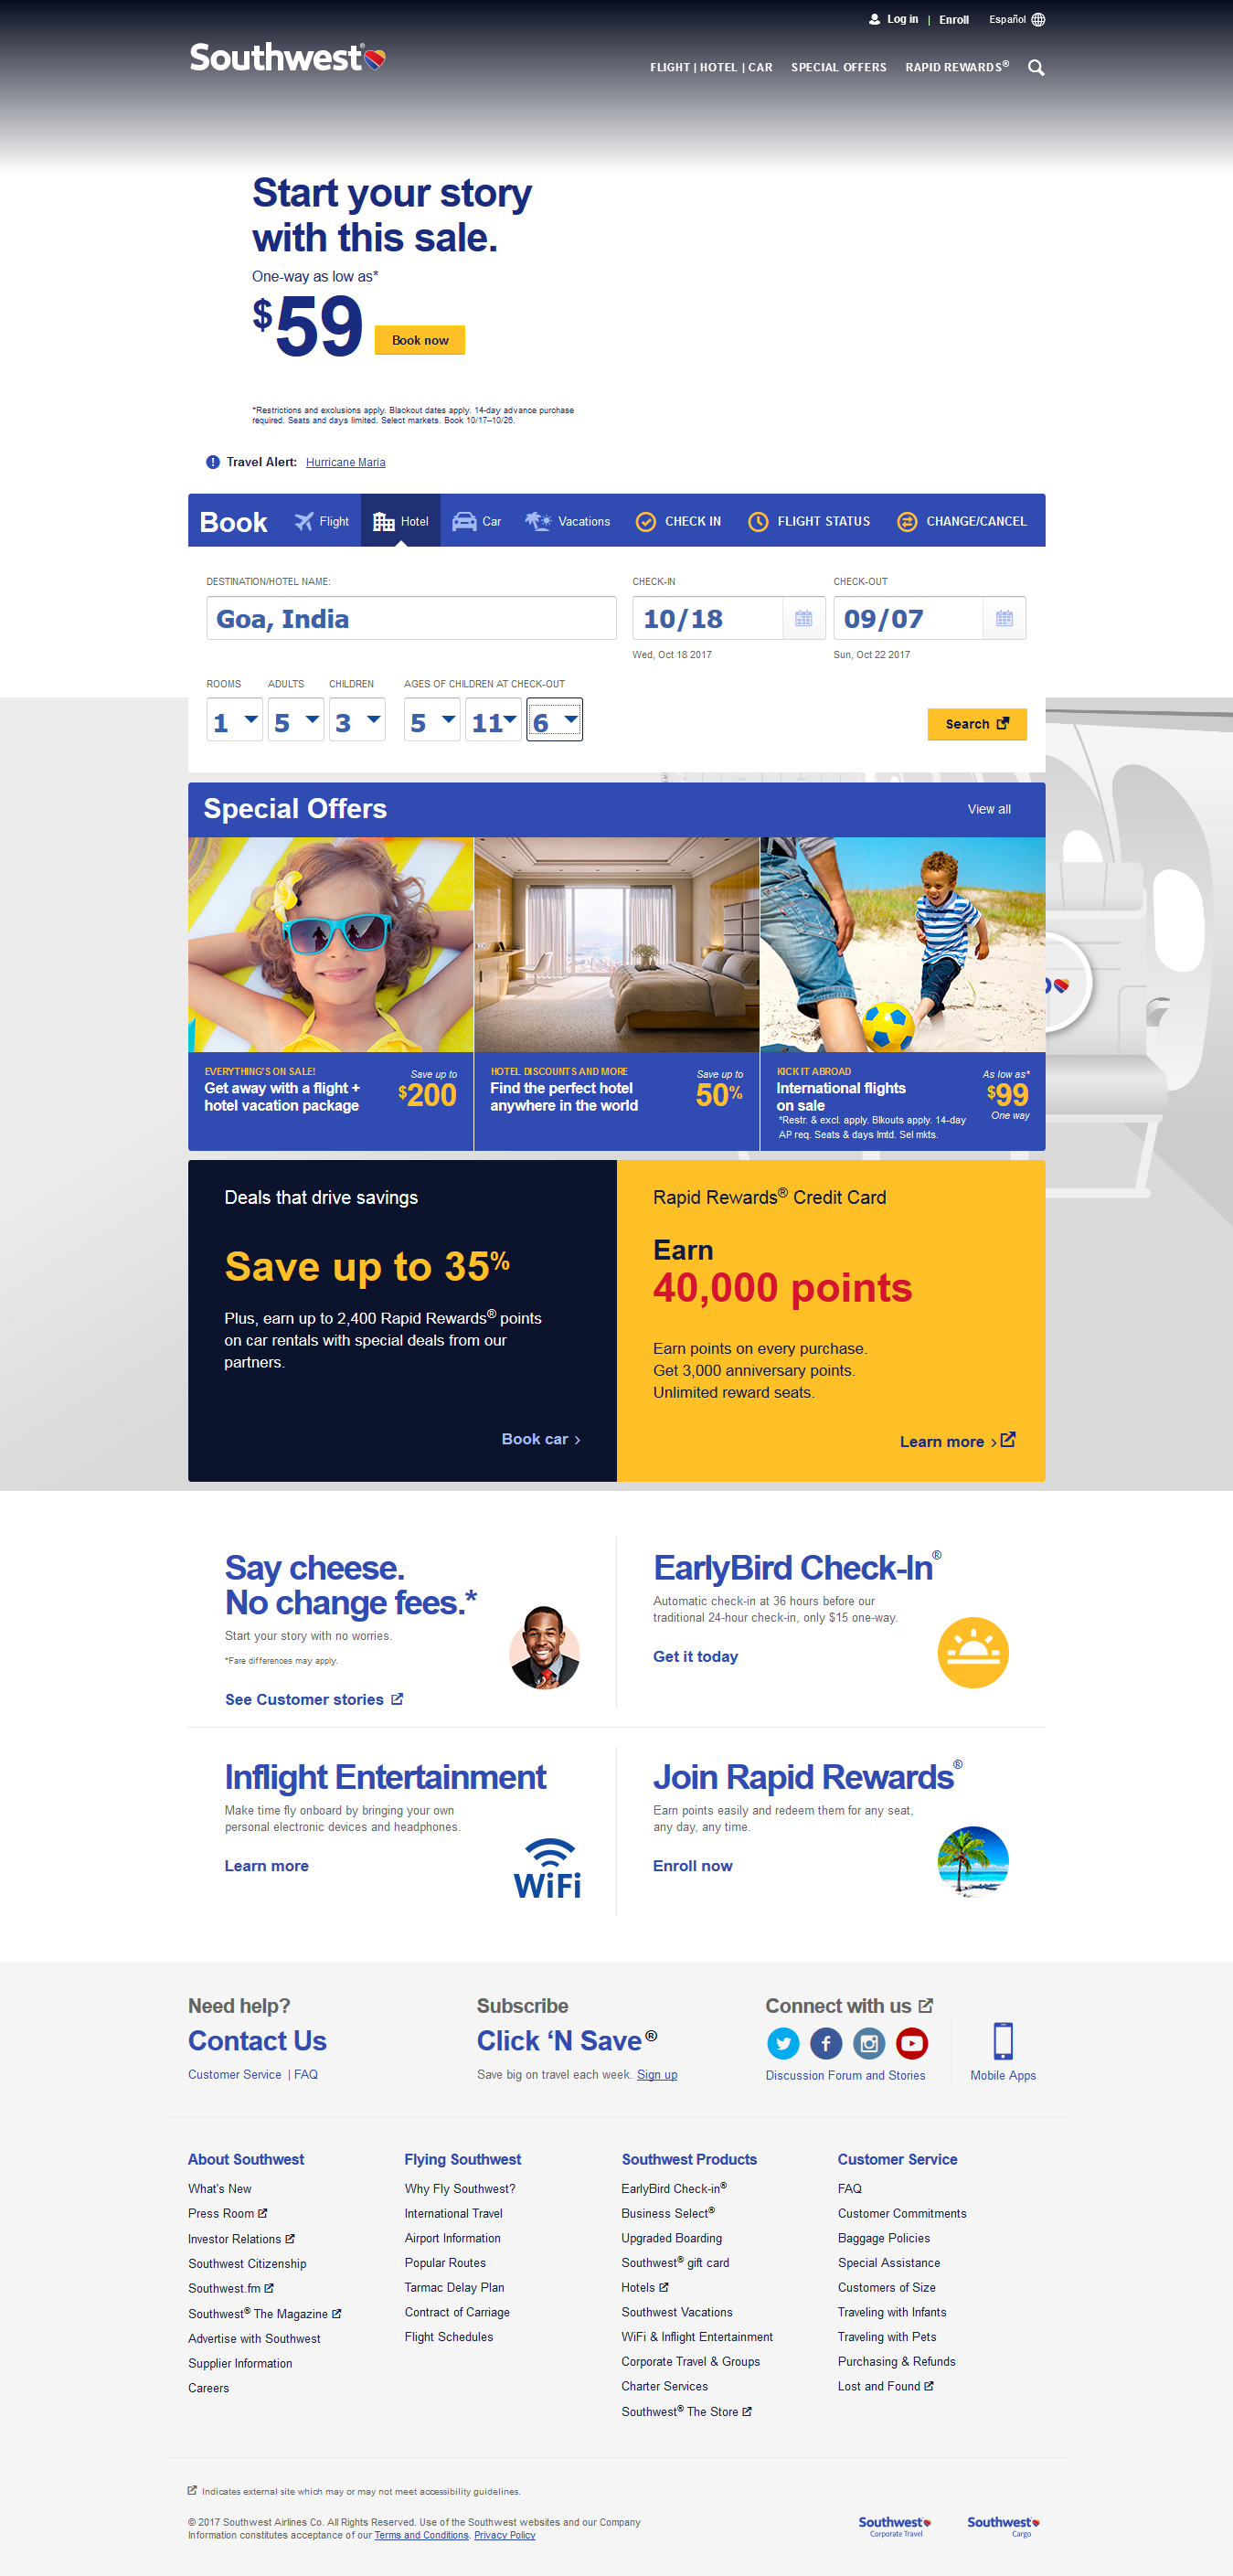 Log in | Enroll Español
Southwest®
FLIGHT | HOTEL | CAR SPECIAL OFFERS RAPID REWARDS®
Start your story
with this sale.
One-way as low as*
$59 Book now
*Restrictions and exclusions apply. Blackout dates apply. 14-day advance purchase
required. Seats and days limited. Select markets. Book 10/17–10/26.
Travel Alert: Hurricane Maria
Book Flight Hotel Car Vacations CHECK IN FLIGHT STATUS CHANGE/CANCEL
DESTINATION/HOTEL NAME: CHECK-IN CHECK-OUT
Goa, India 10/18 09/07
Wed, Oct 18 2017 Sun, Oct 22 2017
ROOMS ADULTS CHILDREN AGES OF CHILDREN AT CHECK-OUT
1 5 3 5 11 6 Search
Special Offers View all
EVERYTHING'S ON SALE!
Get away with a flight +
hotel vacation package
Save up to
$200
HOTEL DISCOUNTS AND MORE
Find the perfect hotel
anywhere in the world
Save up to
50%
KICK IT ABROAD
International flights
on sale
*Restr. & excl. apply. Blkouts apply. 14-day
AP req. Seats & days lmtd. Sel mkts.
As low as*
$99
One way
Deals that drive savings
Save up to 35%
Plus, earn up to 2,400 Rapid Rewards® points
on car rentals with special deals from our
partners.
Book car ›
Rapid Rewards® Credit Card
Earn
40,000 points
Earn points on every purchase.
Get 3,000 anniversary points.
Unlimited reward seats.
Learn more ›
Say cheese.
No change fees.*
Start your story with no worries.
*Fare differences may apply.
See Customer stories
EarlyBird Check-In®
Automatic check-in at 36 hours before our
traditional 24-hour check-in, only $15 one-way.
Get it today
Inflight Entertainment
Make time fly onboard by bringing your own
personal electronic devices and headphones.
Learn more
WiFi
Join Rapid Rewards®
Earn points easily and redeem them for any seat,
any day, any time.
Enroll now
Need help?
Contact Us
Customer Service | FAQ
Subscribe
Click ‘N Save®
Save big on travel each week. Sign up
Connect with us
Discussion Forum and Stories
Mobile Apps
About Southwest
What's New
Press Room
Investor Relations
Southwest Citizenship
Southwest.fm
Southwest® The Magazine
Advertise with Southwest
Supplier Information
Careers
Flying Southwest
Why Fly Southwest?
International Travel
Airport Information
Popular Routes
Tarmac Delay Plan
Contract of Carriage
Flight Schedules
Southwest Products
EarlyBird Check-in®
Business Select®
Upgraded Boarding
Southwest® gift card
Hotels
Southwest Vacations
WiFi & Inflight Entertainment
Corporate Travel & Groups
Charter Services
Southwest® The Store
Customer Service
FAQ
Customer Commitments
Baggage Policies
Special Assistance
Customers of Size
Traveling with Infants
Traveling with Pets
Purchasing & Refunds
Lost and Found
Indicates external site which may or may not meet accessibility guidelines.
© 2017 Southwest Airlines Co. All Rights Reserved. Use of the Southwest websites and our Company
Information constitutes acceptance of our Terms and Conditions. Privacy Policy
Southwest
Corporate Travel
Southwest
Cargo